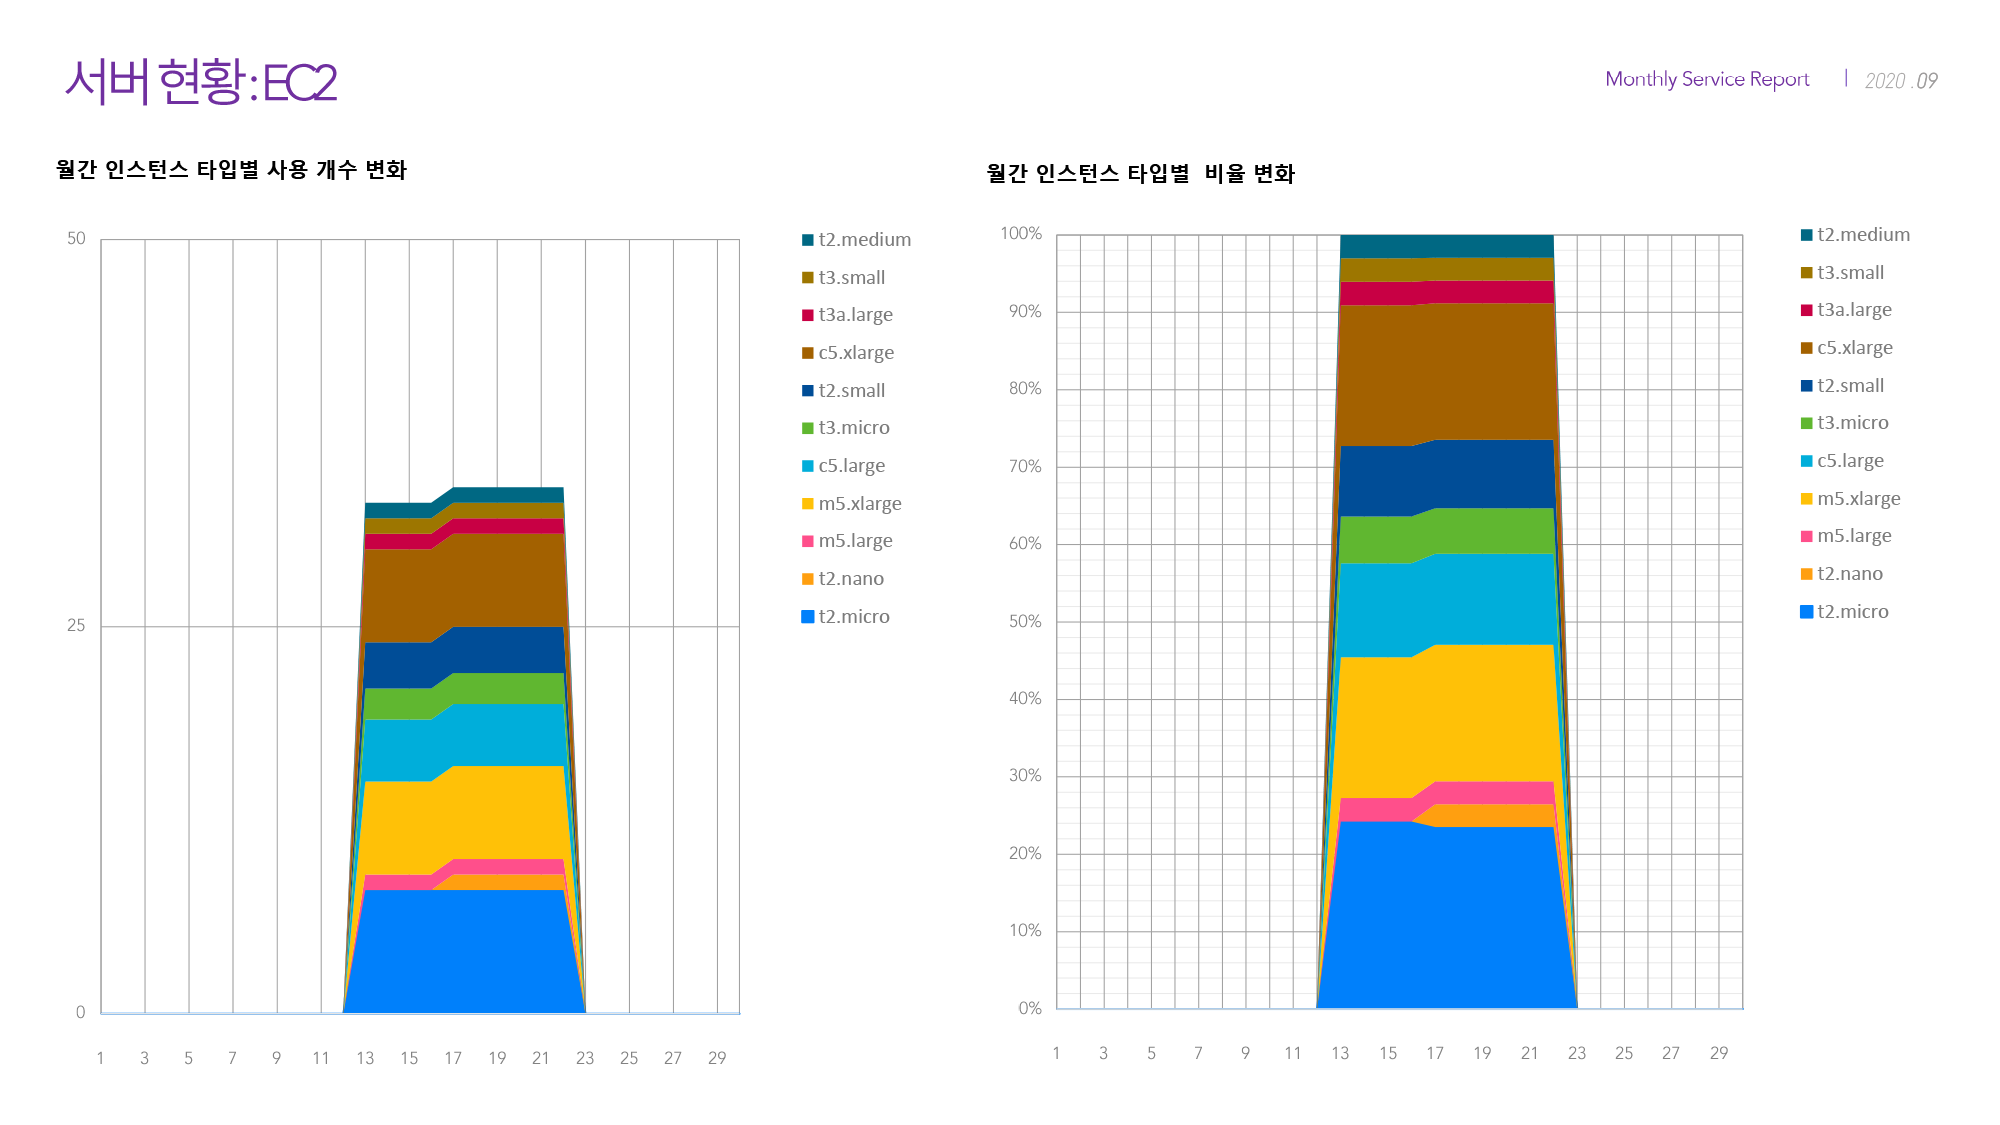 서버 현황 : EC2
Monthly Service Report | 2020 .09
월간 인스턴스 타입별 사용 개수 변화
50
25
0
1 3 5 7 9 11 13 15 17 19 21 23 25 27 29
t2.medium
t3.small
t3a.large
c5.xlarge
t2.small
t3.micro
c5.large
m5.xlarge
m5.large
t2.nano
t2.micro
월간 인스턴스 타입별 비율 변화
100%
90%
80%
70%
60%
50%
40%
30%
20%
10%
0%
1 3 5 7 9 11 13 15 17 19 21 23 25 27 29
t2.medium
t3.small
t3a.large
c5.xlarge
t2.small
t3.micro
c5.large
m5.xlarge
m5.large
t2.nano
t2.micro